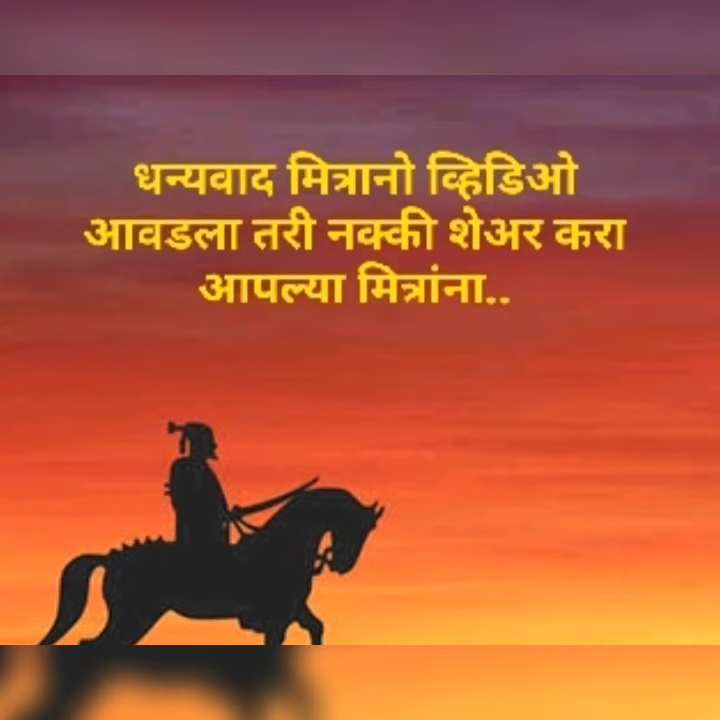 धन्यवाद मित्रानो व्हिडिओ
आवडला तरी नक्की शेअर करा
आपल्या मित्रांना..